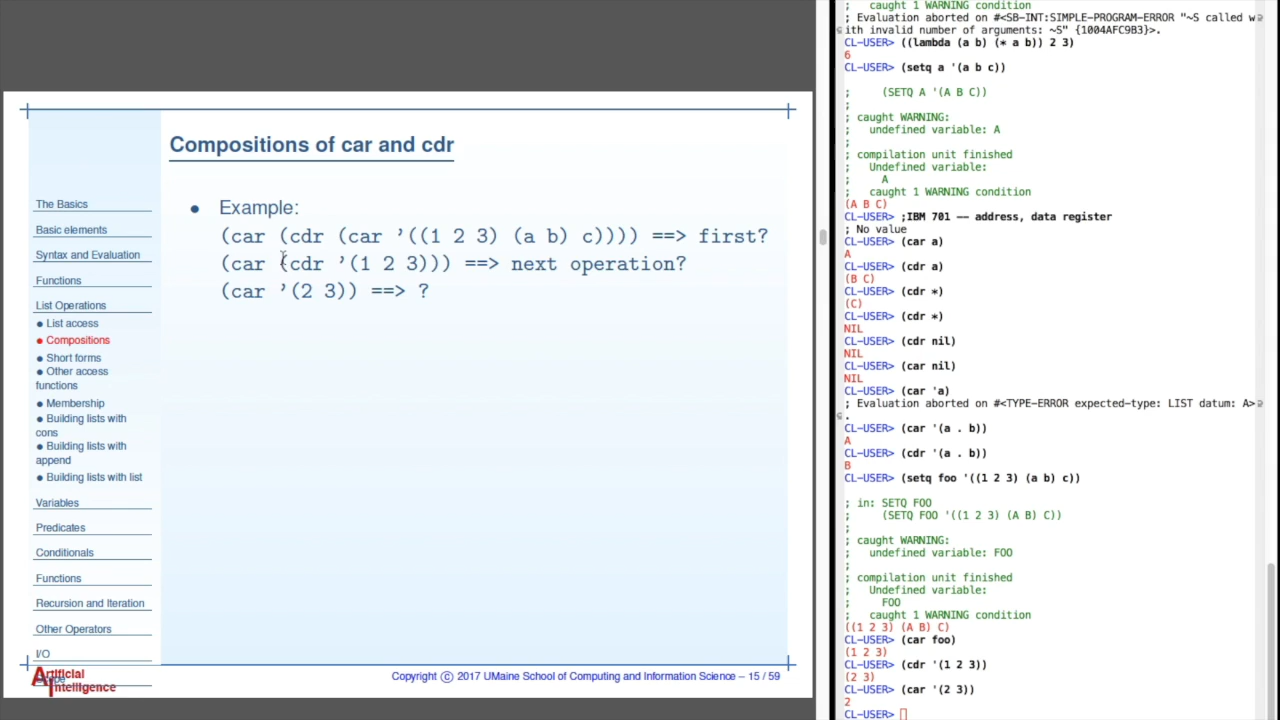 Compositions of car and cdr
The Basics
Basic elements
Syntax and Evaluation
Functions
List Operations
● List access
● Compositions
● Short forms
● Other access
functions
● Membership
● Building lists with
cons
● Building lists with
append
● Building lists with list
Variables
Predicates
Conditionals
Functions
Recursion and Iteration
Other Operators
I/O
Artificial
Intelligence
● Example:
(car (cdr (car ’((1 2 3) (a b) c)))) ==> first?
(car (cdr ’(1 2 3))) ==> next operation?
(car ’(2 3)) ==> ?
Copyright © 2017 UMaine School of Computing and Information Science – 15 / 59
; caught 1 WARNING condition
; Evaluation aborted on #<SB-INT:SIMPLE-PROGRAM-ERROR "~S called w
ith invalid number of arguments: ~S" {1004AFC9B3}>.
CL-USER> ((lambda (a b) (* a b)) 2 3)
6
CL-USER> (setq a '(a b c))
; (SETQ A '(A B C))
;
; caught WARNING:
; undefined variable: A
;
; compilation unit finished
; Undefined variable:
; A
; caught 1 WARNING condition
(A B C)
CL-USER> ;IBM 701 -- address, data register
; No value
CL-USER> (car a)
A
CL-USER> (cdr a)
(B C)
CL-USER> (cdr *)
(C)
CL-USER> (cdr *)
NIL
CL-USER> (cdr nil)
NIL
CL-USER> (car nil)
NIL
CL-USER> (car 'a)
; Evaluation aborted on #<TYPE-ERROR expected-type: LIST datum: A>
.
CL-USER> (car '(a . b))
A
CL-USER> (cdr '(a . b))
B
CL-USER> (setq foo '((1 2 3) (a b) c))
; in: SETQ FOO
; (SETQ FOO '((1 2 3) (A B) C))
;
; caught WARNING:
; undefined variable: FOO
;
; compilation unit finished
; Undefined variable:
; FOO
; caught 1 WARNING condition
((1 2 3) (A B) C)
CL-USER> (car foo)
(1 2 3)
CL-USER> (cdr '(1 2 3))
(2 3)
CL-USER> (car '(2 3))
2
CL-USER>